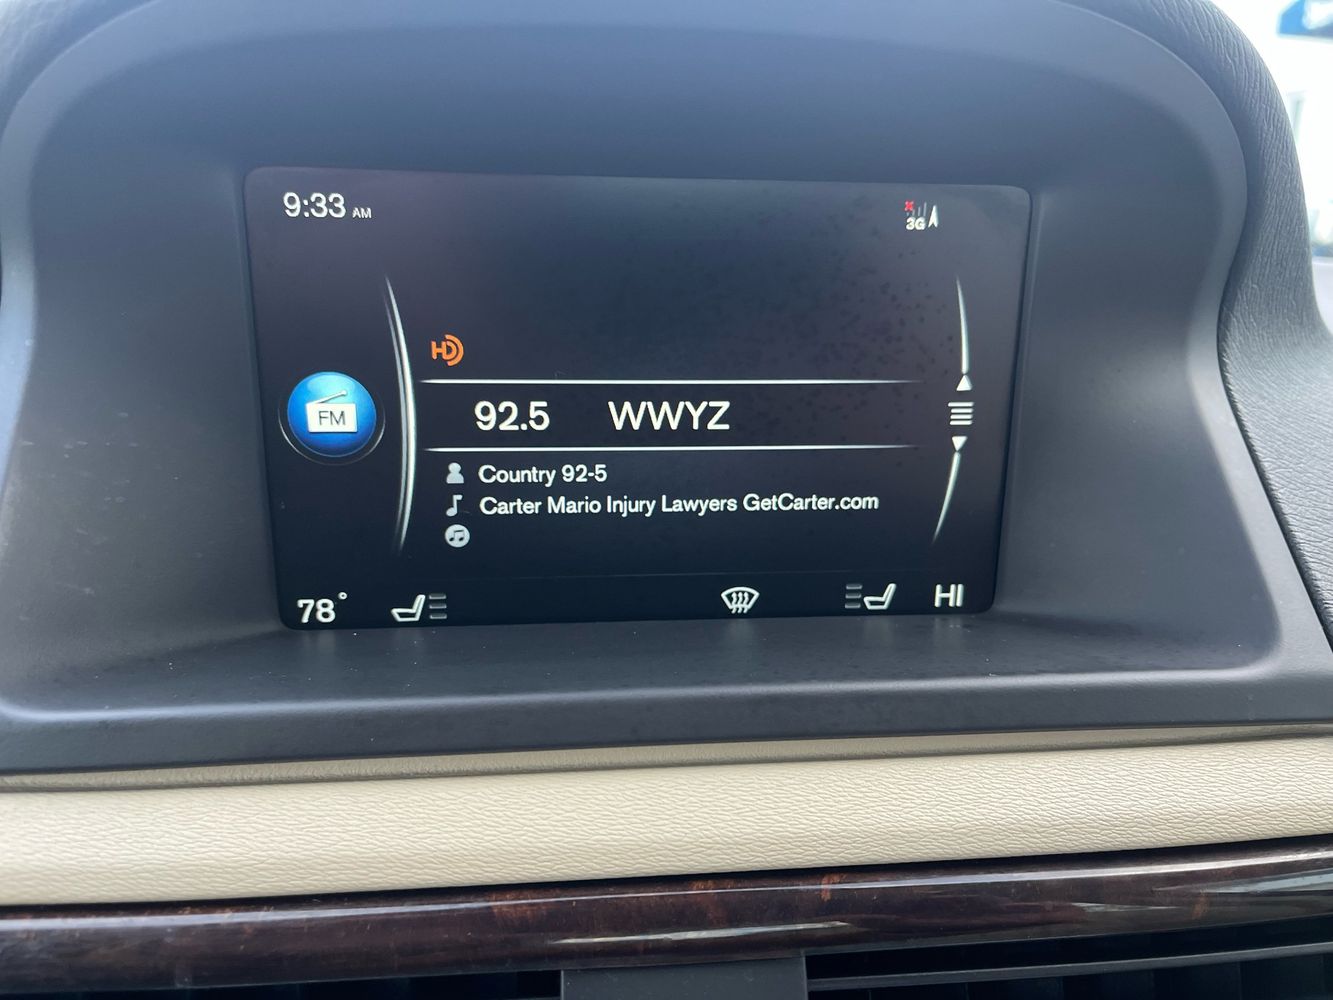 9:33 AM
3G
HD
FM
92.5 WWYZ
Country 92-5
Carter Mario Injury Lawyers GetCarter.com
78° HI